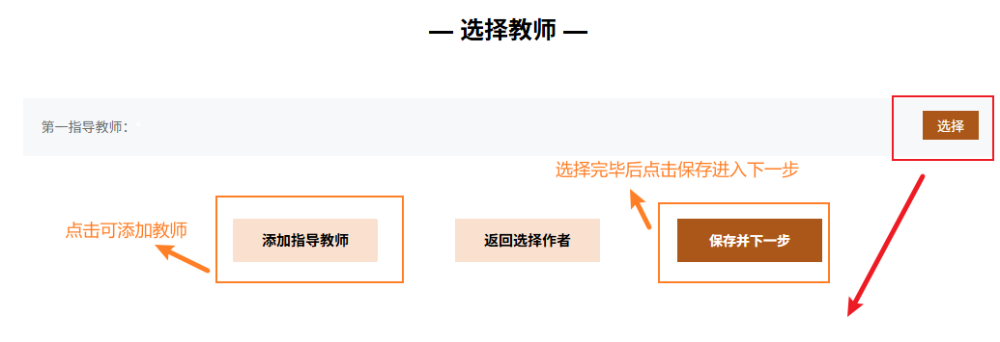 — 选择教师 —
第一指导教师：
选择
选择完毕后点击保存进入下一步
点击可添加教师
添加指导教师
返回选择作者
保存并下一步